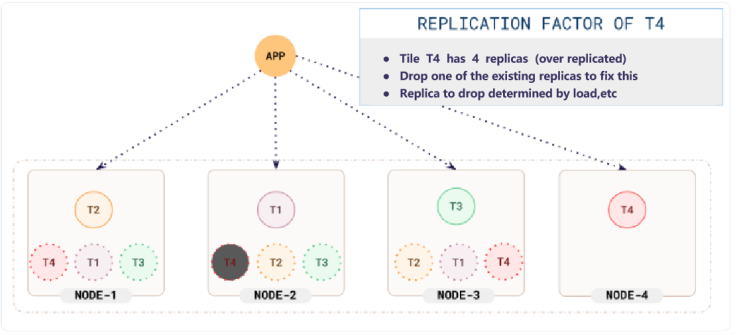 REPLICATION FACTOR OF T4
APP
● Tile T4 has 4 replicas (over replicated)
● Drop one of the existing replicas to fix this
● Replica to drop determined by load,etc
T2
T4 T1 T3
NODE-1
T1
T4 T2 T3
NODE-2
T3
T2 T1 T4
NODE-3
T4
NODE-4